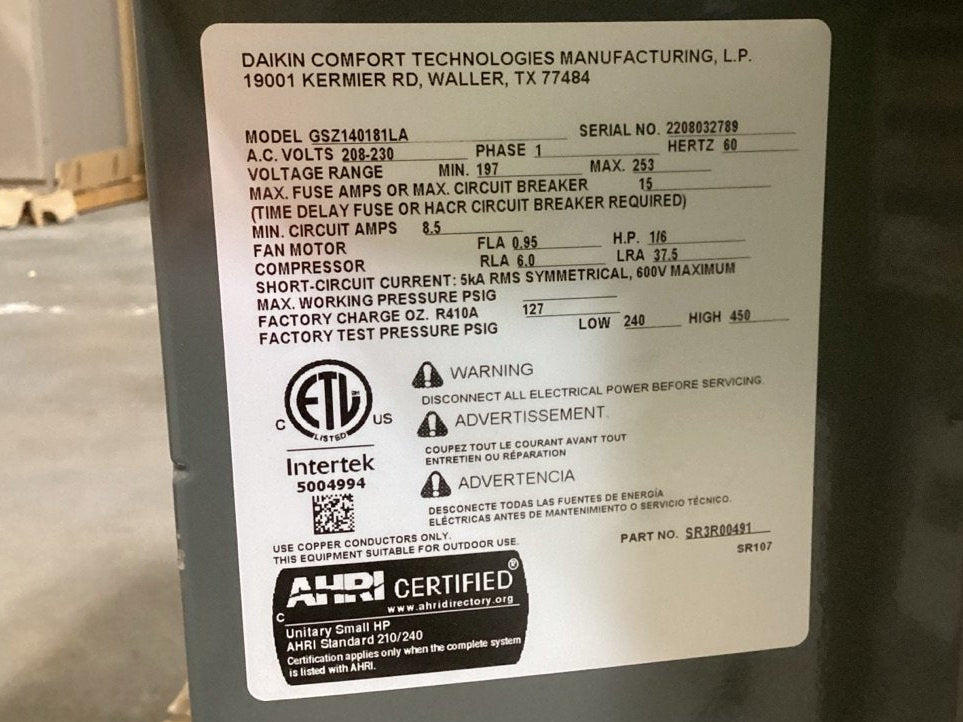 DAIKIN COMFORT TECHNOLOGIES MANUFACTURING, L.P.
19001 KERMIER RD, WALLER, TX 77484
MODEL GSZ140181LA SERIAL NO. 2208032789
A.C. VOLTS 208-230 PHASE 1 HERTZ 60
VOLTAGE RANGE MIN. 197 MAX. 253
MAX. FUSE AMPS OR MAX. CIRCUIT BREAKER 15
(TIME DELAY FUSE OR HACR CIRCUIT BREAKER REQUIRED)
MIN. CIRCUIT AMPS 8.5
FAN MOTOR FLA 0.95 H.P. 1/6
COMPRESSOR RLA 6.0 LRA 37.5
SHORT-CIRCUIT CURRENT: 5kA RMS SYMMETRICAL, 600V MAXIMUM
MAX. WORKING PRESSURE PSIG
FACTORY CHARGE OZ. R410A 127
FACTORY TEST PRESSURE PSIG LOW 240 HIGH 450
ETL
C US
LISTED
Intertek
5004994
WARNING
DISCONNECT ALL ELECTRICAL POWER BEFORE SERVICING.
ADVERTISSEMENT
COUPEZ TOUT LE COURANT AVANT TOUT
ENTRETIEN OU RÉPARATION
ADVERTENCIA
DESCONECTE TODAS LAS FUENTES DE ENERGÍA
ELÉCTRICAS ANTES DE MANTENIMIENTO O SERVICIO TÉCNICO.
USE COPPER CONDUCTORS ONLY.
THIS EQUIPMENT SUITABLE FOR OUTDOOR USE.
PART NO. SR3R00491
SR107
AHRI CERTIFIED®
www.ahridirectory.org
C
Unitary Small HP
AHRI Standard 210/240
Certification applies only when the complete system
is listed with AHRI.